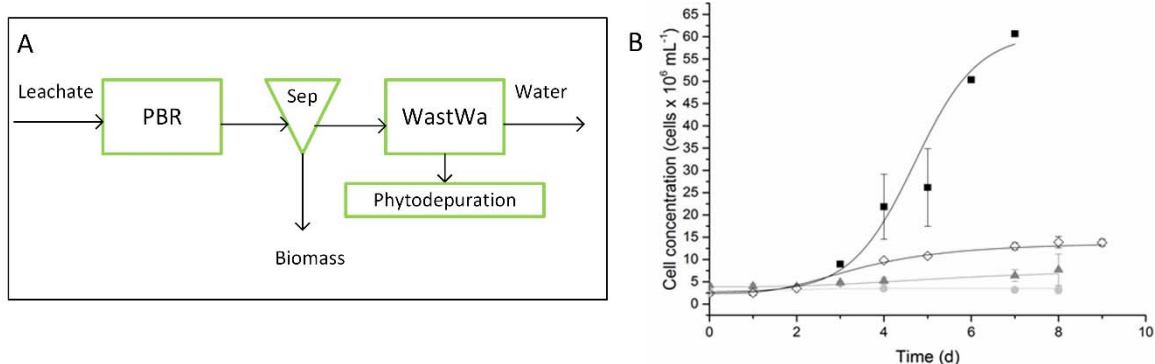 A
Leachate
PBR
Sep
WastWa
Water
Phytodepuration
Biomass
B
Cell concentration (cells x 10⁶ mL⁻¹)
65
60
55
50
45
40
35
30
25
20
15
10
5
0
0 2 4 6 8 10
Time (d)